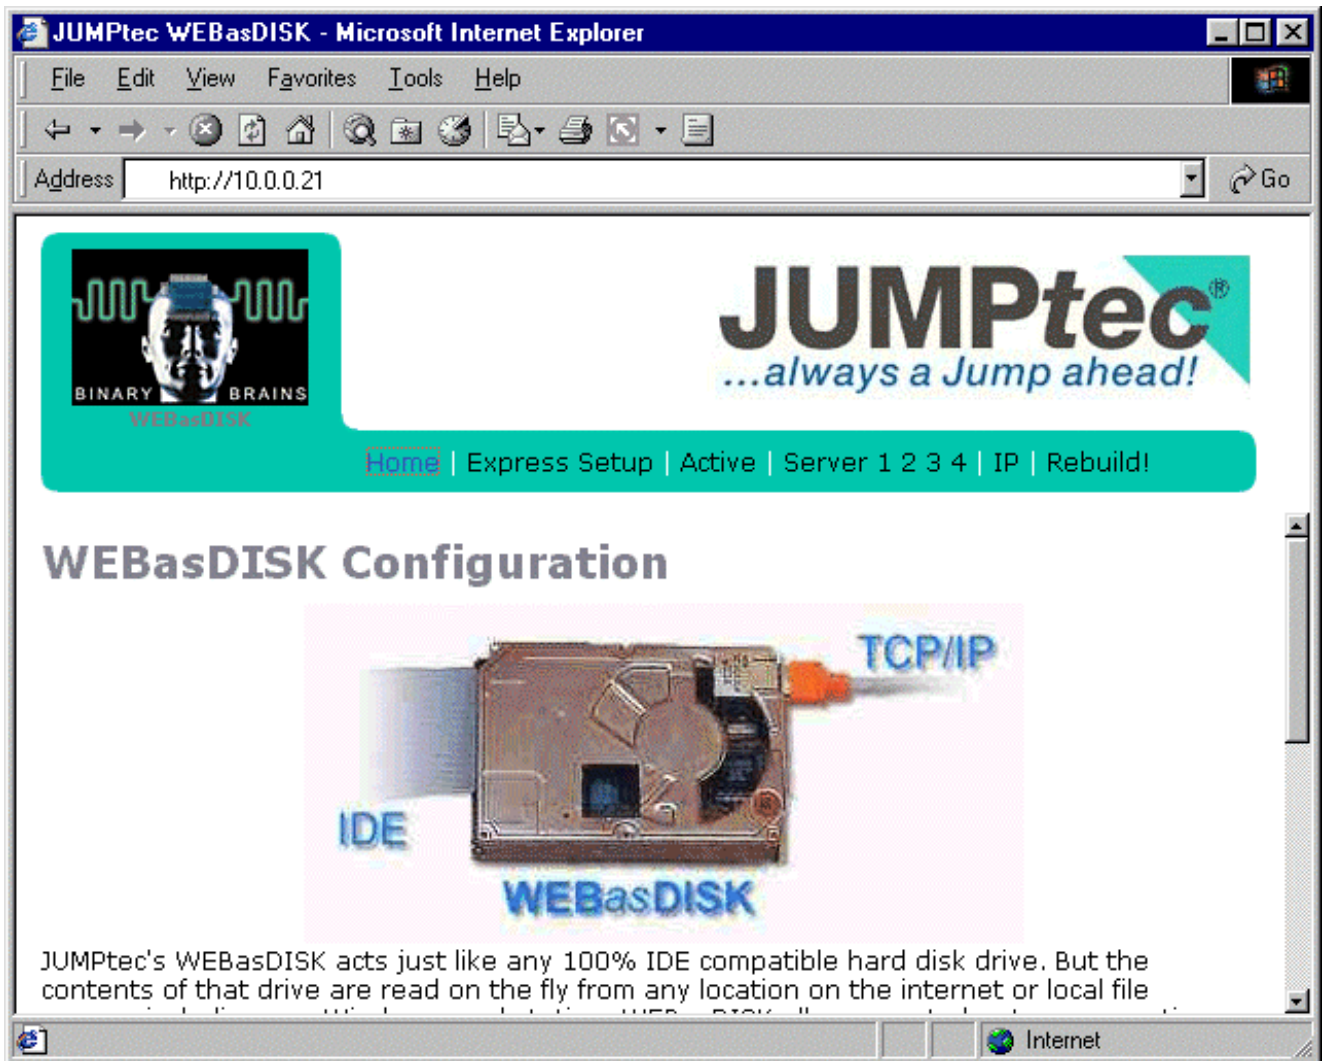 JUMPtec WEBasDISK - Microsoft Internet Explorer
File Edit View Favorites Tools Help
Address http://10.0.0.21 Go
BINARY BRAINS
WEBasDISK
JUMPtec®
...always a Jump ahead!
Home | Express Setup | Active | Server 1 2 3 4 | IP | Rebuild!
WEBasDISK Configuration
TCP/IP
IDE
WEBasDISK
JUMPtec's WEBasDISK acts just like any 100% IDE compatible hard disk drive. But the
contents of that drive are read on the fly from any location on the internet or local file
Internet